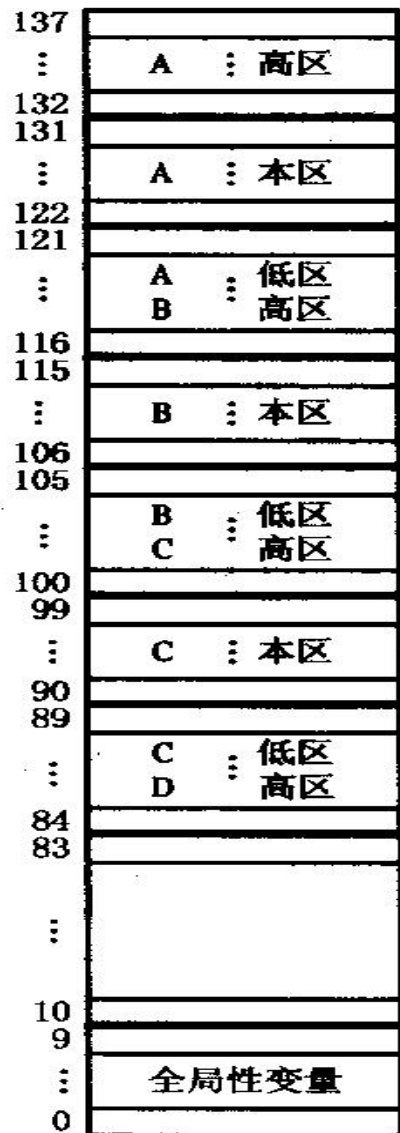 137
⋮ A ⋮ 高区
132
131
⋮ A ⋮ 本区
122
121
⋮ A ⋮ 低区
B 高区
116
115
⋮ B ⋮ 本区
106
105
⋮ B ⋮ 低区
C 高区
100
99
⋮ C ⋮ 本区
90
89
⋮ C ⋮ 低区
D 高区
84
83
⋮
10
9
⋮ 全局性变量
0